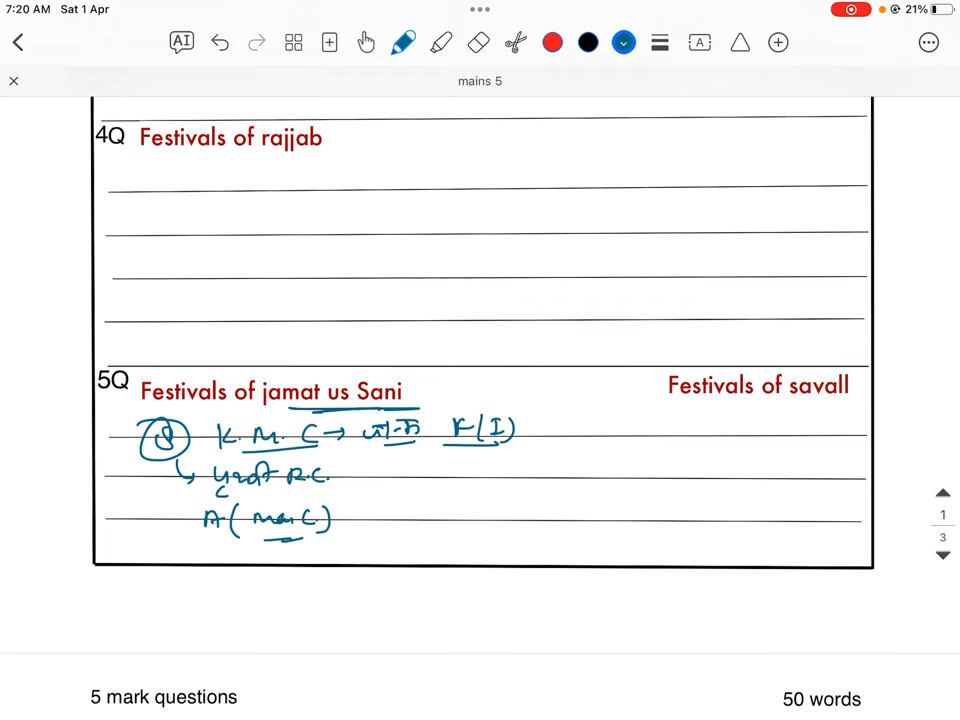 7:20 AM Sat 1 Apr
21%
AI
A
mains 5
4Q Festivals of rajjab
5Q Festivals of jamat us Sani Festivals of savall
K. M. C → K(I)
R.C.
A (
1
3
5 mark questions 50 words